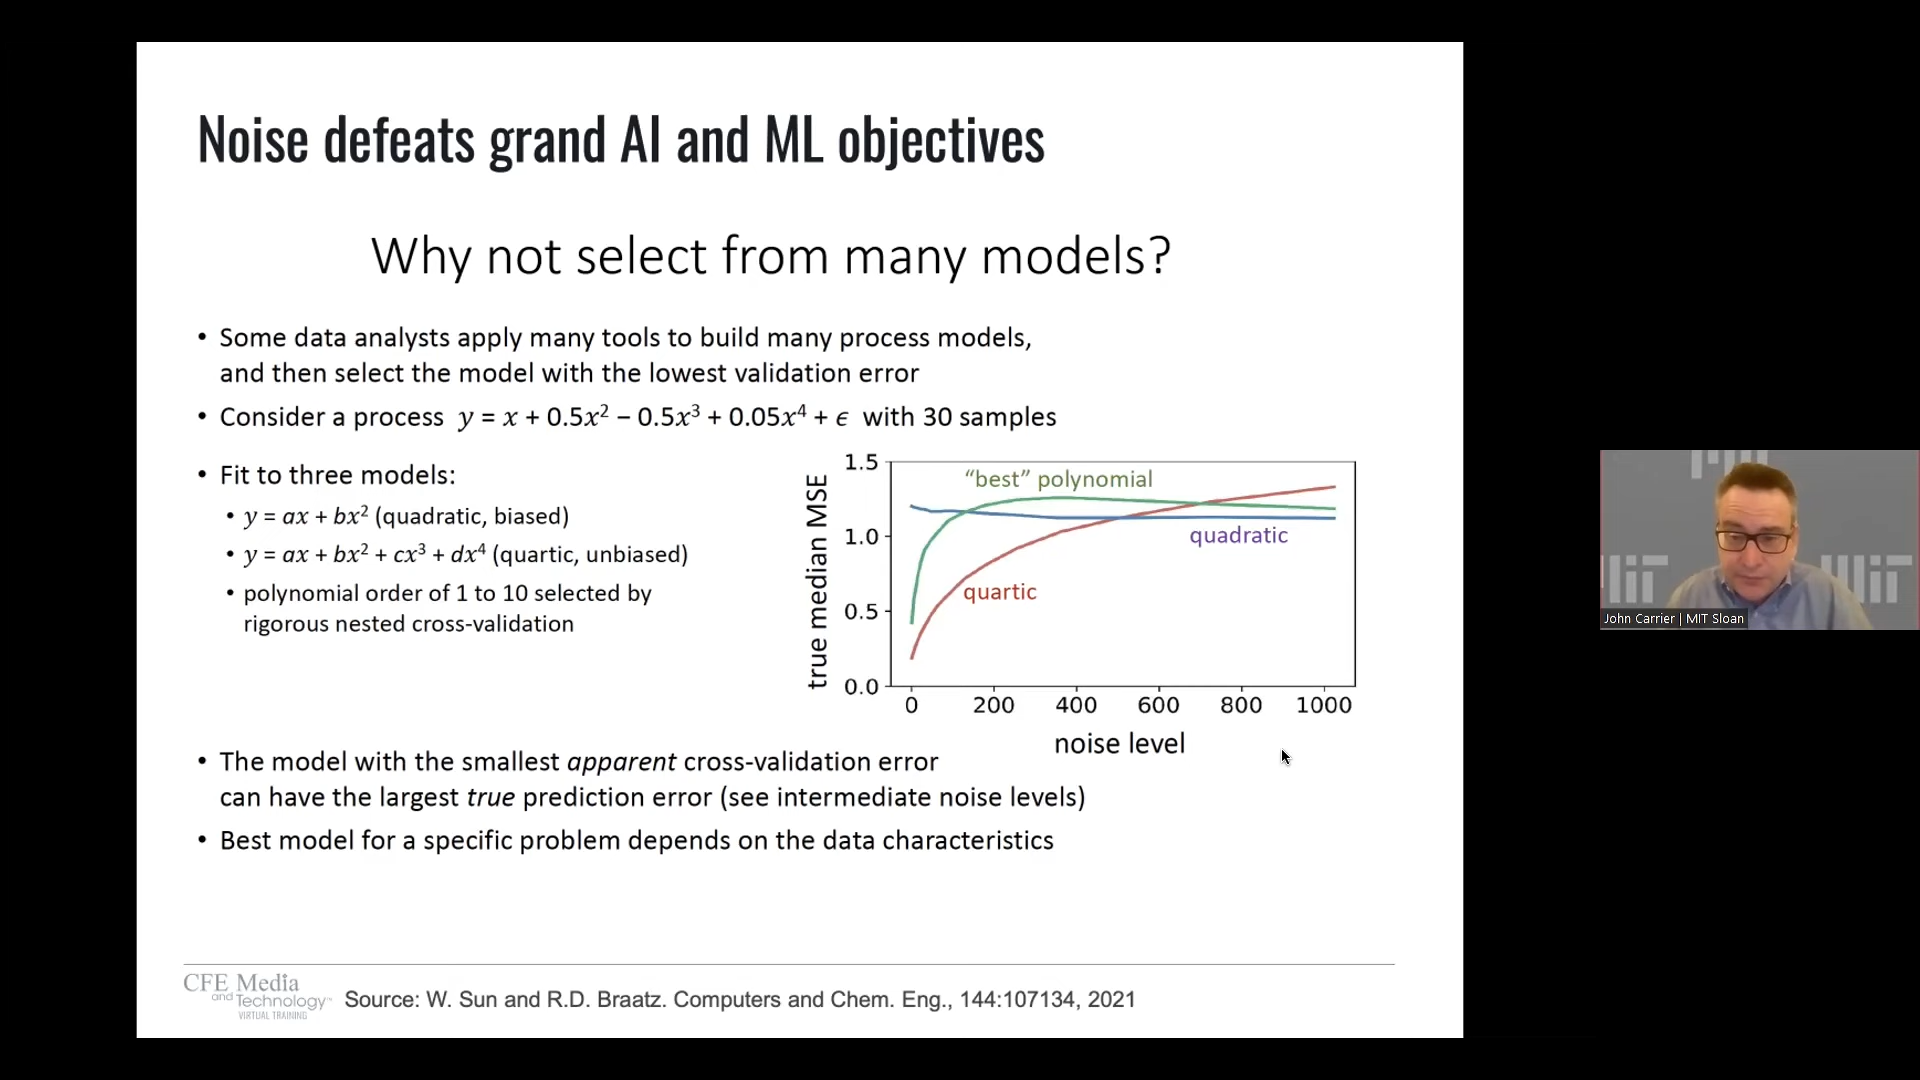 Noise defeats grand AI and ML objectives
Why not select from many models?
• Some data analysts apply many tools to build many process models,
and then select the model with the lowest validation error
• Consider a process y = x + 0.5x² − 0.5x³ + 0.05x⁴ + ϵ with 30 samples
• Fit to three models:
• y = ax + bx² (quadratic, biased)
• y = ax + bx² + cx³ + dx⁴ (quartic, unbiased)
• polynomial order of 1 to 10 selected by
rigorous nested cross-validation
true median MSE
1.5
1.0
0.5
0.0
“best” polynomial
quadratic
quartic
0 200 400 600 800 1000
noise level
• The model with the smallest apparent cross-validation error
can have the largest true prediction error (see intermediate noise levels)
• Best model for a specific problem depends on the data characteristics
CFE Media
and Technology™
VIRTUAL TRAINING
Source: W. Sun and R.D. Braatz. Computers and Chem. Eng., 144:107134, 2021
John Carrier | MIT Sloan